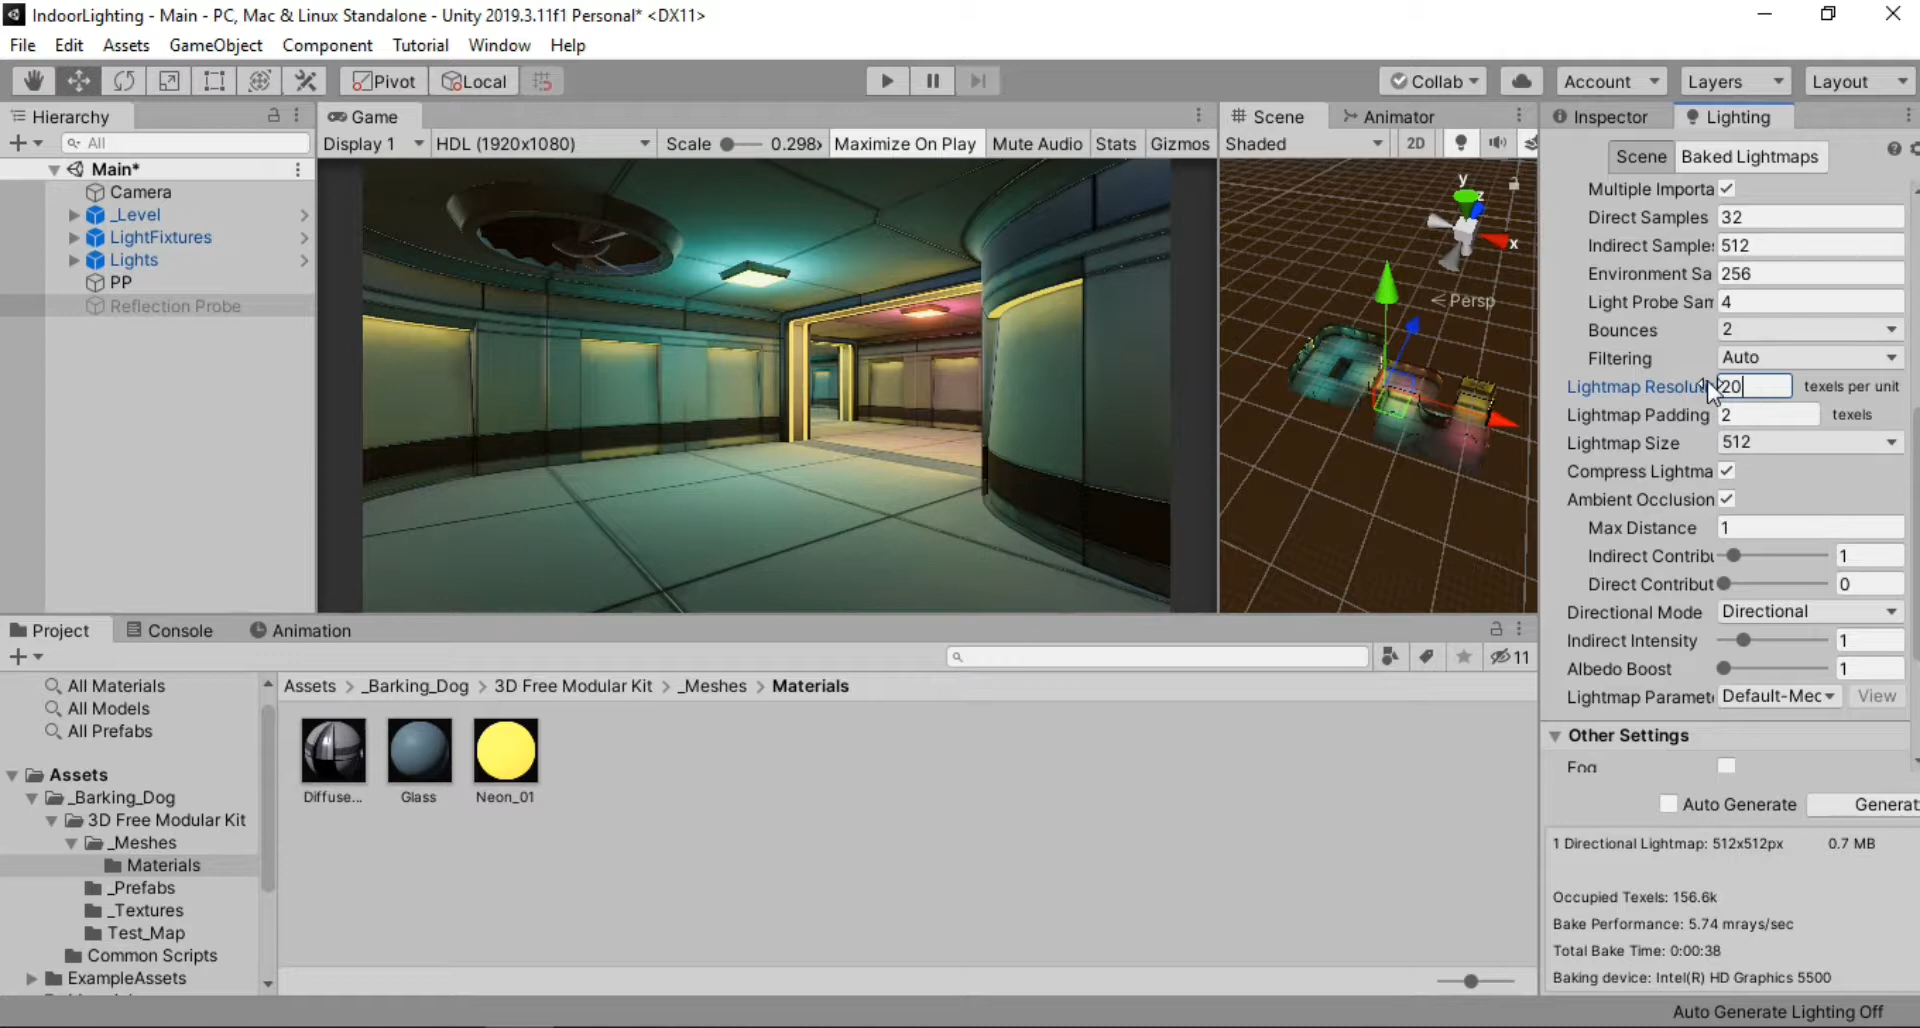 IndoorLighting - Main - PC, Mac & Linux Standalone - Unity 2019.3.11f1 Personal* <DX11>
File Edit Assets GameObject Component Tutorial Window Help
Pivot Local Collab Account Layers Layout
Hierarchy
All
Main*
Camera
_Level
LightFixtures
Lights
PP
Reflection Probe
Game
Display 1 HDL (1920x1080) Scale 0.298x Maximize On Play Mute Audio Stats Gizmos
Scene Animator
Shaded 2D
y
z
x
Persp
Inspector Lighting
Scene Baked Lightmaps
Multiple Importa
Direct Samples 32
Indirect Sample 512
Environment Sa 256
Light Probe Sam 4
Bounces 2
Filtering Auto
Lightmap Resolu 20 texels per unit
Lightmap Padding 2 texels
Lightmap Size 512
Compress Lightma
Ambient Occlusion
Max Distance 1
Indirect Contribu 1
Direct Contribut 0
Directional Mode Directional
Indirect Intensity 1
Albedo Boost 1
Lightmap Paramet Default-Mec View
Other Settings
Fog
Auto Generate Generat
1 Directional Lightmap: 512x512px 0.7 MB
Occupied Texels: 156.6k
Bake Performance: 5.74 mrays/sec
Total Bake Time: 0:00:38
Baking device: Intel(R) HD Graphics 5500
Auto Generate Lighting Off
Project Console Animation
11
All Materials
All Models
All Prefabs
Assets
_Barking_Dog
3D Free Modular Kit
_Meshes
Materials
_Prefabs
_Textures
Test_Map
Common Scripts
ExampleAssets
Assets > _Barking_Dog > 3D Free Modular Kit > _Meshes > Materials
Diffuse... Glass Neon_01